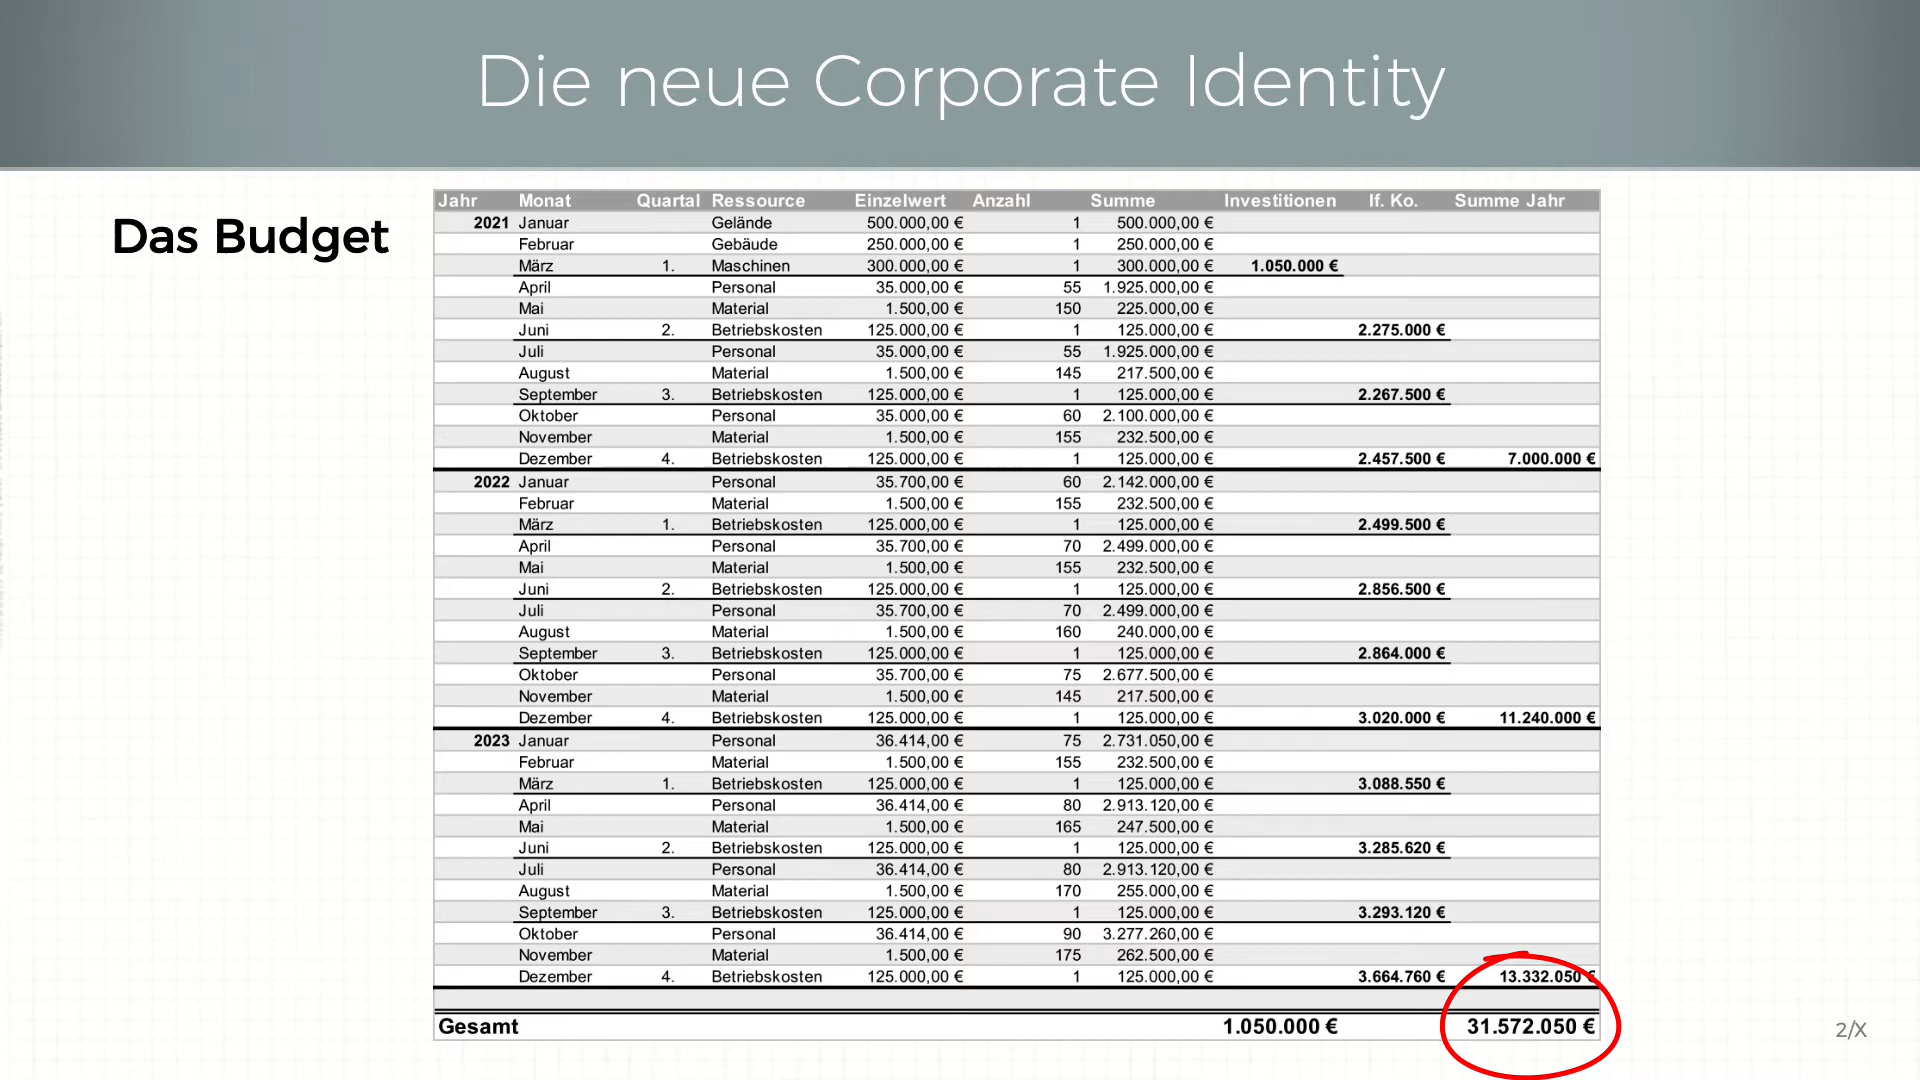 Die neue Corporate Identity
Das Budget
Jahr Monat Quartal Ressource Einzelwert Anzahl Summe Investitionen lf. Ko. Summe Jahr
2021 Januar Gelände 500.000,00 € 1 500.000,00 €
Februar Gebäude 250.000,00 € 1 250.000,00 €
März 1. Maschinen 300.000,00 € 1 300.000,00 € 1.050.000 €
April Personal 35.000,00 € 55 1.925.000,00 €
Mai Material 1.500,00 € 150 225.000,00 €
Juni 2. Betriebskosten 125.000,00 € 1 125.000,00 € 2.275.000 €
Juli Personal 35.000,00 € 55 1.925.000,00 €
August Material 1.500,00 € 145 217.500,00 €
September 3. Betriebskosten 125.000,00 € 1 125.000,00 € 2.267.500 €
Oktober Personal 35.000,00 € 60 2.100.000,00 €
November Material 1.500,00 € 155 232.500,00 €
Dezember 4. Betriebskosten 125.000,00 € 1 125.000,00 € 2.457.500 € 7.000.000 €
2022 Januar Personal 35.700,00 € 60 2.142.000,00 €
Februar Material 1.500,00 € 155 232.500,00 €
März 1. Betriebskosten 125.000,00 € 1 125.000,00 € 2.499.500 €
April Personal 35.700,00 € 70 2.499.000,00 €
Mai Material 1.500,00 € 155 232.500,00 €
Juni 2. Betriebskosten 125.000,00 € 1 125.000,00 € 2.856.500 €
Juli Personal 35.700,00 € 70 2.499.000,00 €
August Material 1.500,00 € 160 240.000,00 €
September 3. Betriebskosten 125.000,00 € 1 125.000,00 € 2.864.000 €
Oktober Personal 35.700,00 € 75 2.677.500,00 €
November Material 1.500,00 € 145 217.500,00 €
Dezember 4. Betriebskosten 125.000,00 € 1 125.000,00 € 3.020.000 € 11.240.000 €
2023 Januar Personal 36.414,00 € 75 2.731.050,00 €
Februar Material 1.500,00 € 155 232.500,00 €
März 1. Betriebskosten 125.000,00 € 1 125.000,00 € 3.088.550 €
April Personal 36.414,00 € 80 2.913.120,00 €
Mai Material 1.500,00 € 165 247.500,00 €
Juni 2. Betriebskosten 125.000,00 € 1 125.000,00 € 3.285.620 €
Juli Personal 36.414,00 € 80 2.913.120,00 €
August Material 1.500,00 € 170 255.000,00 €
September 3. Betriebskosten 125.000,00 € 1 125.000,00 € 3.293.120 €
Oktober Personal 36.414,00 € 90 3.277.260,00 €
November Material 1.500,00 € 175 262.500,00 €
Dezember 4. Betriebskosten 125.000,00 € 1 125.000,00 € 3.664.760 € 13.332.050 €
Gesamt 1.050.000 € 31.572.050 €
2/X